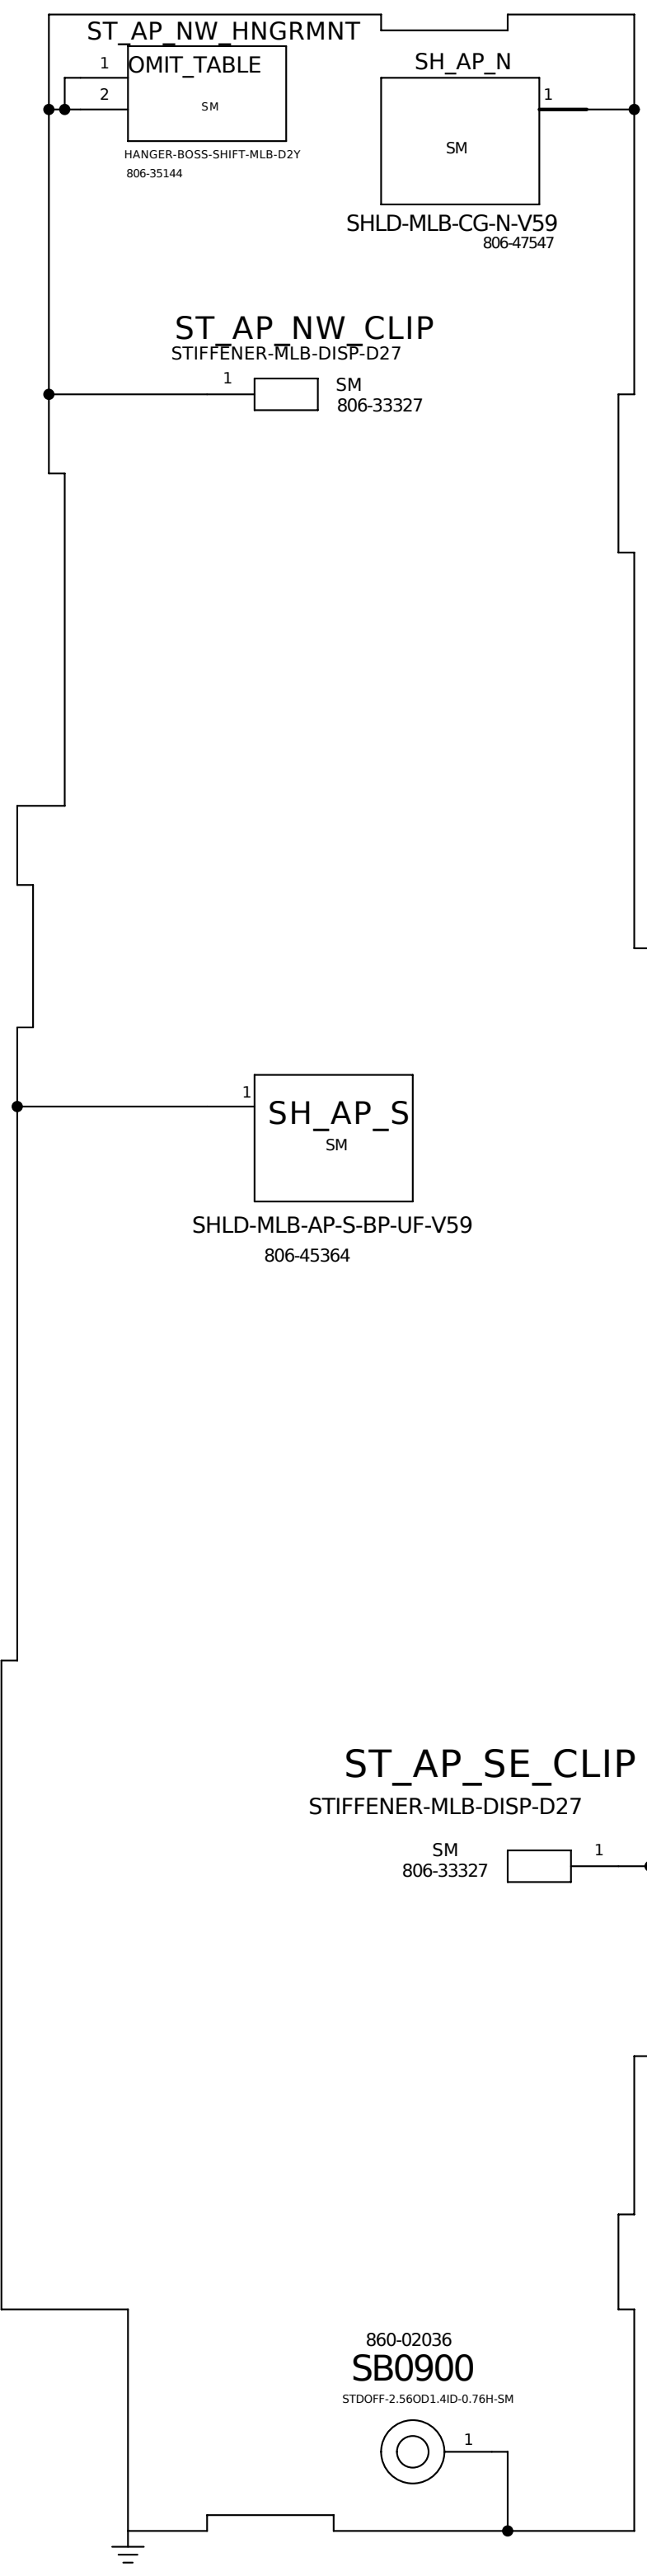 ST_AP_NW_HNGRMNT
1
OMIT_TABLE
2
SM
HANGER-BOSS-SHIFT-MLB-D2Y
806-35144
SH_AP_N
1
SM
SHLD-MLB-CG-N-V59
806-47547
ST_AP_NW_CLIP
STIFFENER-MLB-DISP-D27
1
SM
806-33327
1
SH_AP_S
SM
SHLD-MLB-AP-S-BP-UF-V59
806-45364
ST_AP_SE_CLIP
STIFFENER-MLB-DISP-D27
SM
806-33327
1
860-02036
SB0900
STDOFF-2.56OD1.4ID-0.76H-SM
1